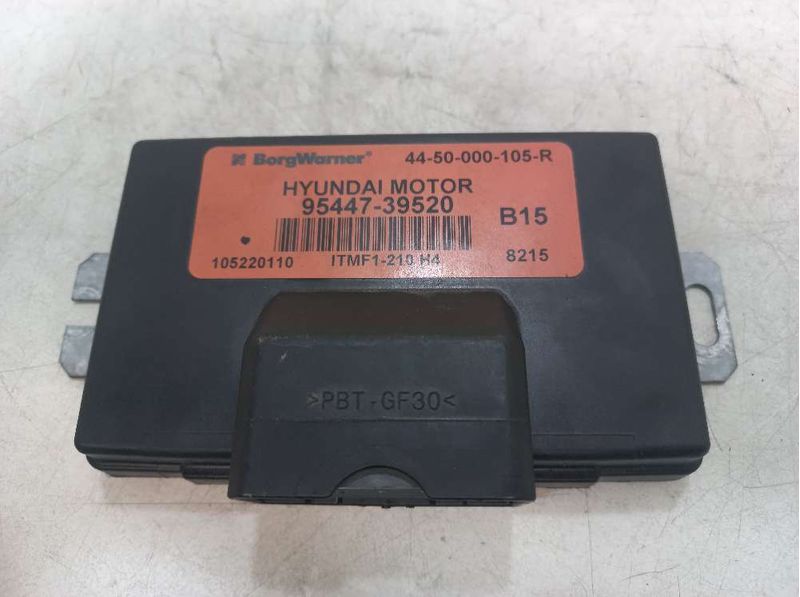 BorgWarner® 44-50-000-105-R
HYUNDAI MOTOR
95447-39520
B15
105220110 ITMF1-210 H4 8215
>PBT-GF30<